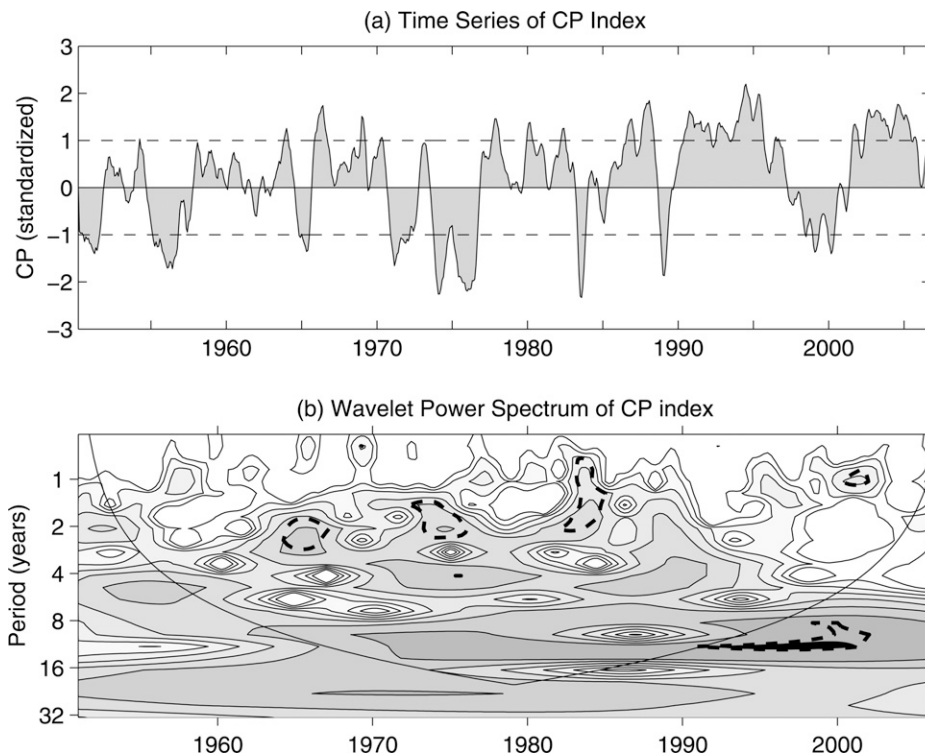 (a) Time Series of CP Index
3
2
1
0
−1
−2
−3
CP (standardized)
1960 1970 1980 1990 2000
(b) Wavelet Power Spectrum of CP index
1
2
4
8
16
32
Period (years)
1960 1970 1980 1990 2000